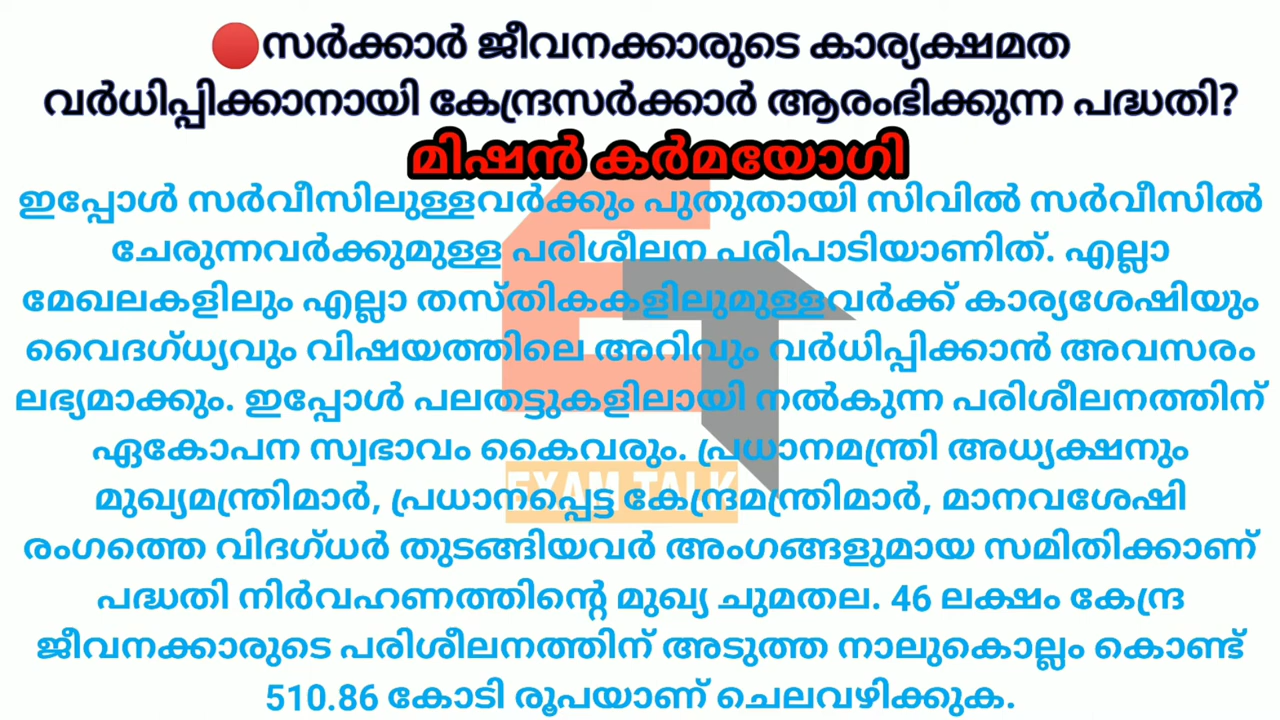 🔴സർക്കാർ ജീവനക്കാരുടെ കാര്യക്ഷമത
വർധിപ്പിക്കാനായി കേന്ദ്രസർക്കാർ ആരംഭിക്കുന്ന പദ്ധതി?
മിഷൻ കർമയോഗി
ഇപ്പോൾ സർവീസിലുള്ളവർക്കും പുതുതായി സിവിൽ സർവീസിൽ
ചേരുന്നവർക്കുമുള്ള പരിശീലന പരിപാടിയാണിത്. എല്ലാ
മേഖലകളിലും എല്ലാ തസ്തികകളിലുമുള്ളവർക്ക് കാര്യശേഷിയും
വൈദഗ്ധ്യവും വിഷയത്തിലെ അറിവും വർധിപ്പിക്കാൻ അവസരം
ലഭ്യമാക്കും. ഇപ്പോൾ പലതട്ടുകളിലായി നൽകുന്ന പരിശീലനത്തിന്
ഏകോപന സ്വഭാവം കൈവരും. പ്രധാനമന്ത്രി അധ്യക്ഷനും
മുഖ്യമന്ത്രിമാർ, പ്രധാനപ്പെട്ട കേന്ദ്രമന്ത്രിമാർ, മാനവശേഷി
EXAM TALK
രംഗത്തെ വിദഗ്ധർ തുടങ്ങിയവർ അംഗങ്ങളുമായ സമിതിക്കാണ്
പദ്ധതി നിർവഹണത്തിന്റെ മുഖ്യ ചുമതല. 46 ലക്ഷം കേന്ദ്ര
ജീവനക്കാരുടെ പരിശീലനത്തിന് അടുത്ത നാലുകൊല്ലം കൊണ്ട്
510.86 കോടി രൂപയാണ് ചെലവഴിക്കുക.